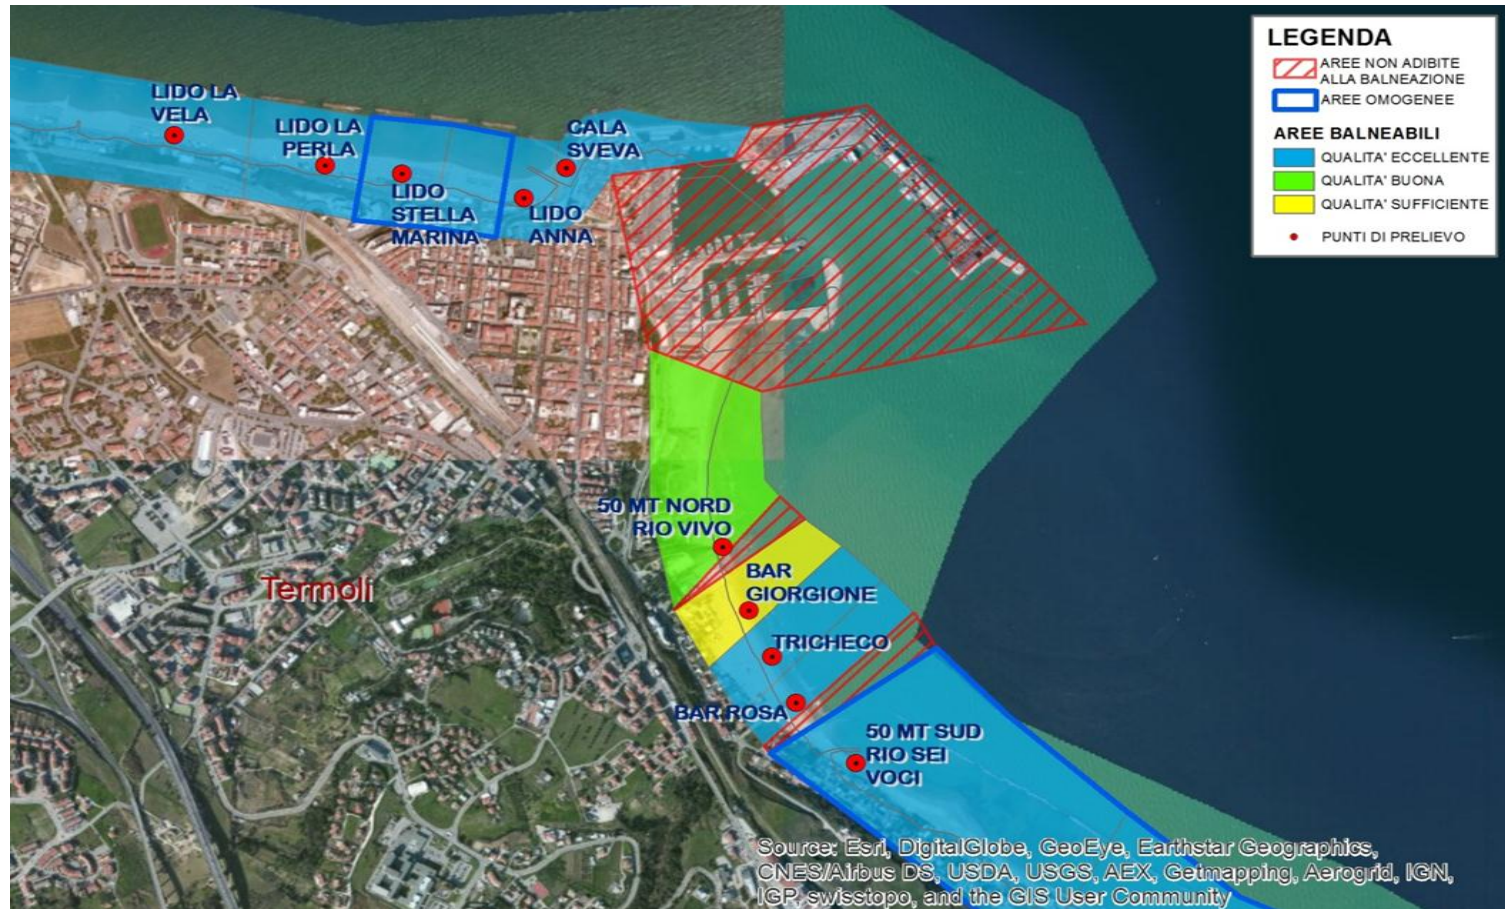 LEGENDA
AREE NON ADIBITE
ALLA BALNEAZIONE
AREE OMOGENEE
AREE BALNEABILI
QUALITA' ECCELLENTE
QUALITA' BUONA
QUALITA' SUFFICIENTE
PUNTI DI PRELIEVO
LIDO LA
VELA
LIDO LA
PERLA
LIDO
STELLA
MARINA
CALA
SVEVA
LIDO
ANNA
50 MT NORD
RIO VIVO
BAR
GIORGIONE
Termoli
TRICHECO
BAR ROSA
50 MT SUD
RIO SEI
VOCI
Source: Esri, DigitalGlobe, GeoEye, Earthstar Geographics,
CNES/Airbus DS, USDA, USGS, AEX, Getmapping, Aerogrid, IGN,
IGP, swisstopo, and the GIS User Community